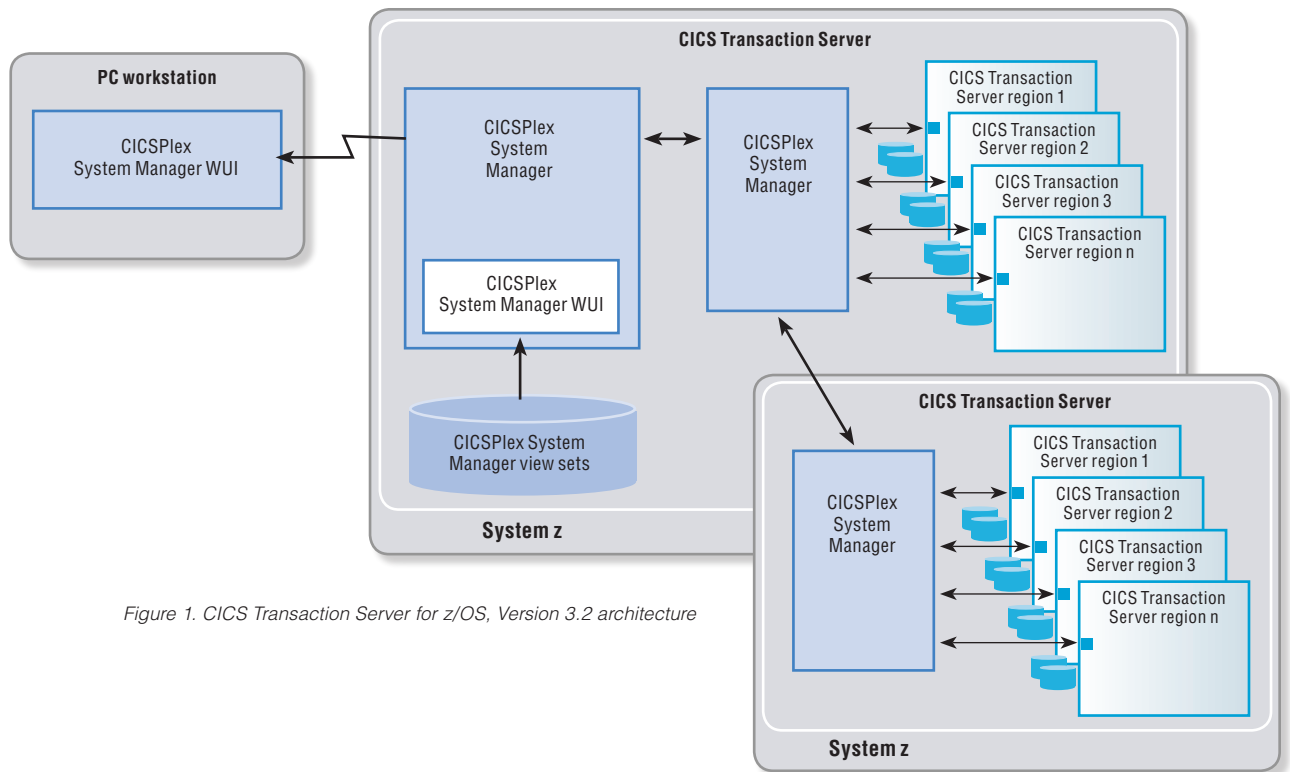 CICS Transaction Server
PC workstation
CICSPlex
System Manager WUI
CICSPlex
System
Manager
CICSPlex
System Manager WUI
CICSPlex System
Manager view sets
CICSPlex
System
Manager
CICS Transaction
Server region 1
CICS Transaction
Server region 2
CICS Transaction
Server region 3
CICS Transaction
Server region n
System z
CICS Transaction Server
CICSPlex
System
Manager
CICS Transaction
Server region 1
CICS Transaction
Server region 2
CICS Transaction
Server region 3
CICS Transaction
Server region n
System z
Figure 1. CICS Transaction Server for z/OS, Version 3.2 architecture